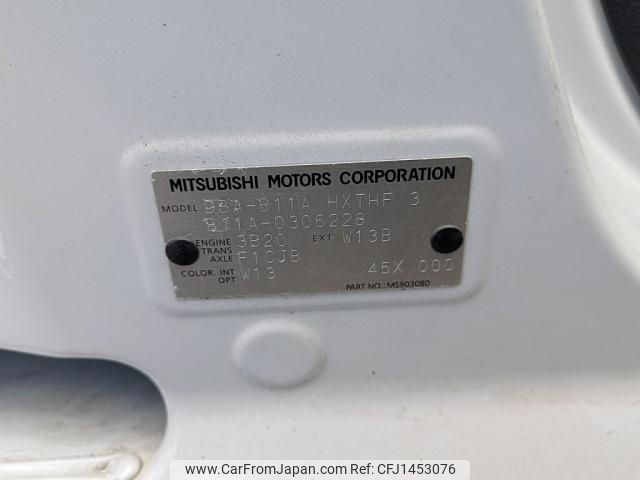 MITSUBISHI MOTORS CORPORATION
MODEL DBA-B11A HXTHF 3
B11A-0306228
ENGINE 3B20 EXT W13B
TRANS AXLE F1CJB
COLOR. INT OPT W13 45X 000
PART NO.: MS903080
www.CarFromJapan.com - CFJ1453076